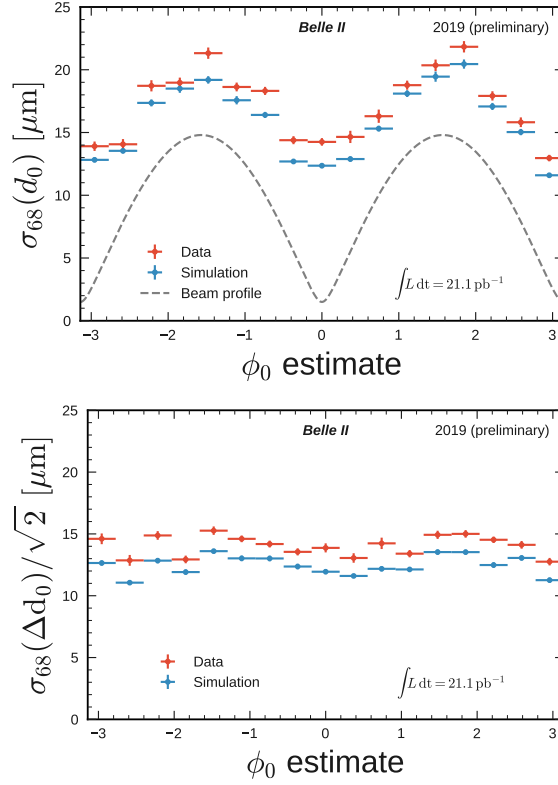 Belle II 2019 (preliminary)
25
20
15
10
5
0
σ₆₈(d₀) [μm]
Data
Simulation
Beam profile
∫L dt = 21.1 pb⁻¹
−3 −2 −1 0 1 2 3
ϕ₀ estimate
Belle II 2019 (preliminary)
25
20
15
10
5
0
σ₆₈(Δd₀)/√2 [μm]
Data
Simulation
∫L dt = 21.1 pb⁻¹
−3 −2 −1 0 1 2 3
ϕ₀ estimate